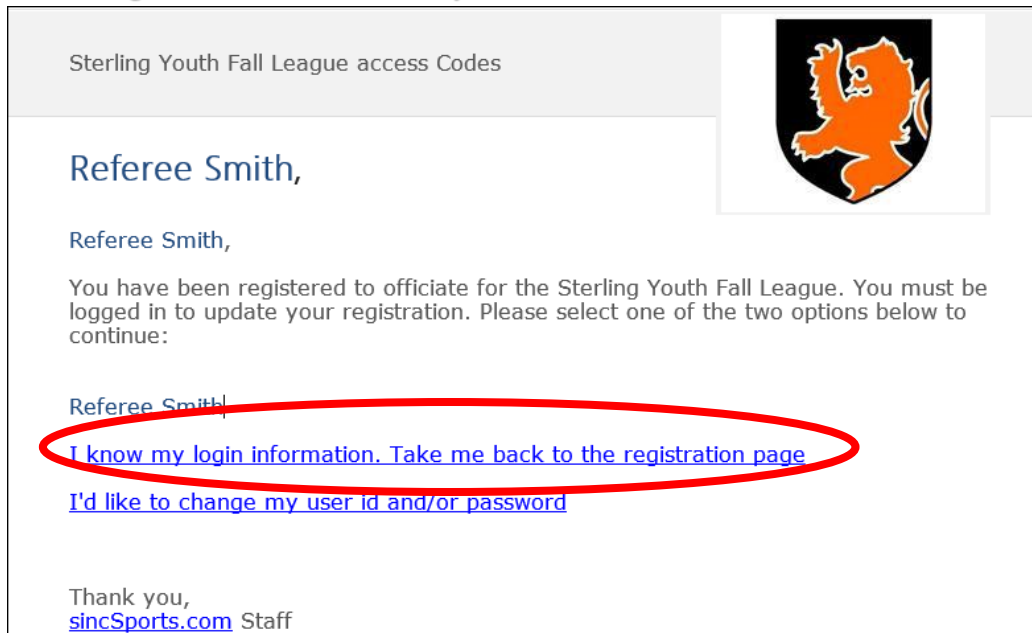 Sterling Youth Fall League access Codes
Referee Smith,
Referee Smith,
You have been registered to officiate for the Sterling Youth Fall League. You must be
logged in to update your registration. Please select one of the two options below to
continue:
Referee Smith
I know my login information. Take me back to the registration page
I'd like to change my user id and/or password
Thank you,
sincSports.com Staff